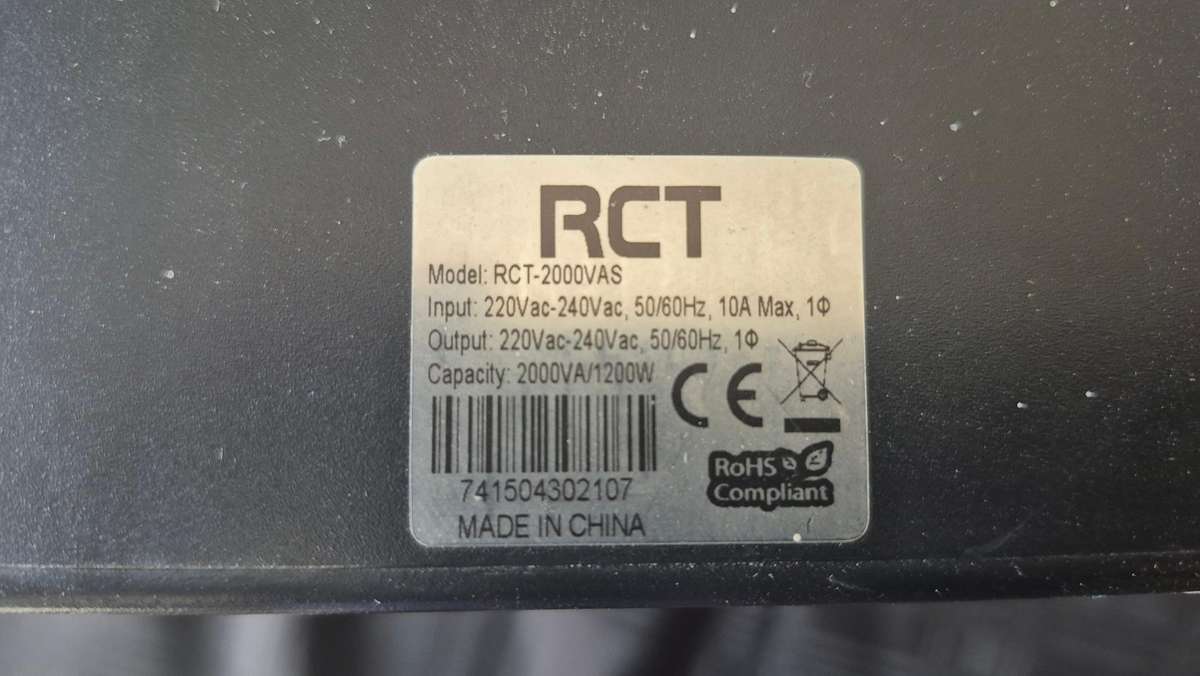 RCT
Model: RCT-2000VAS
Input: 220Vac-240Vac, 50/60Hz, 10A Max, 1Φ
Output: 220Vac-240Vac, 50/60Hz, 1Φ
Capacity: 2000VA/1200W
CE
741504302107
RoHS
Compliant
MADE IN CHINA